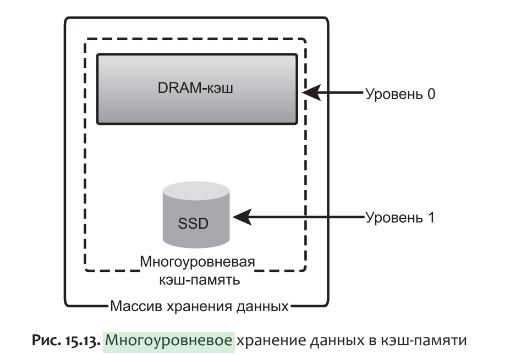 DRAM-кэш
Уровень 0
SSD
Уровень 1
Многоуровневая
кэш-память
Массив хранения данных
Рис. 15.13. Многоуровневое хранение данных в кэш-памяти